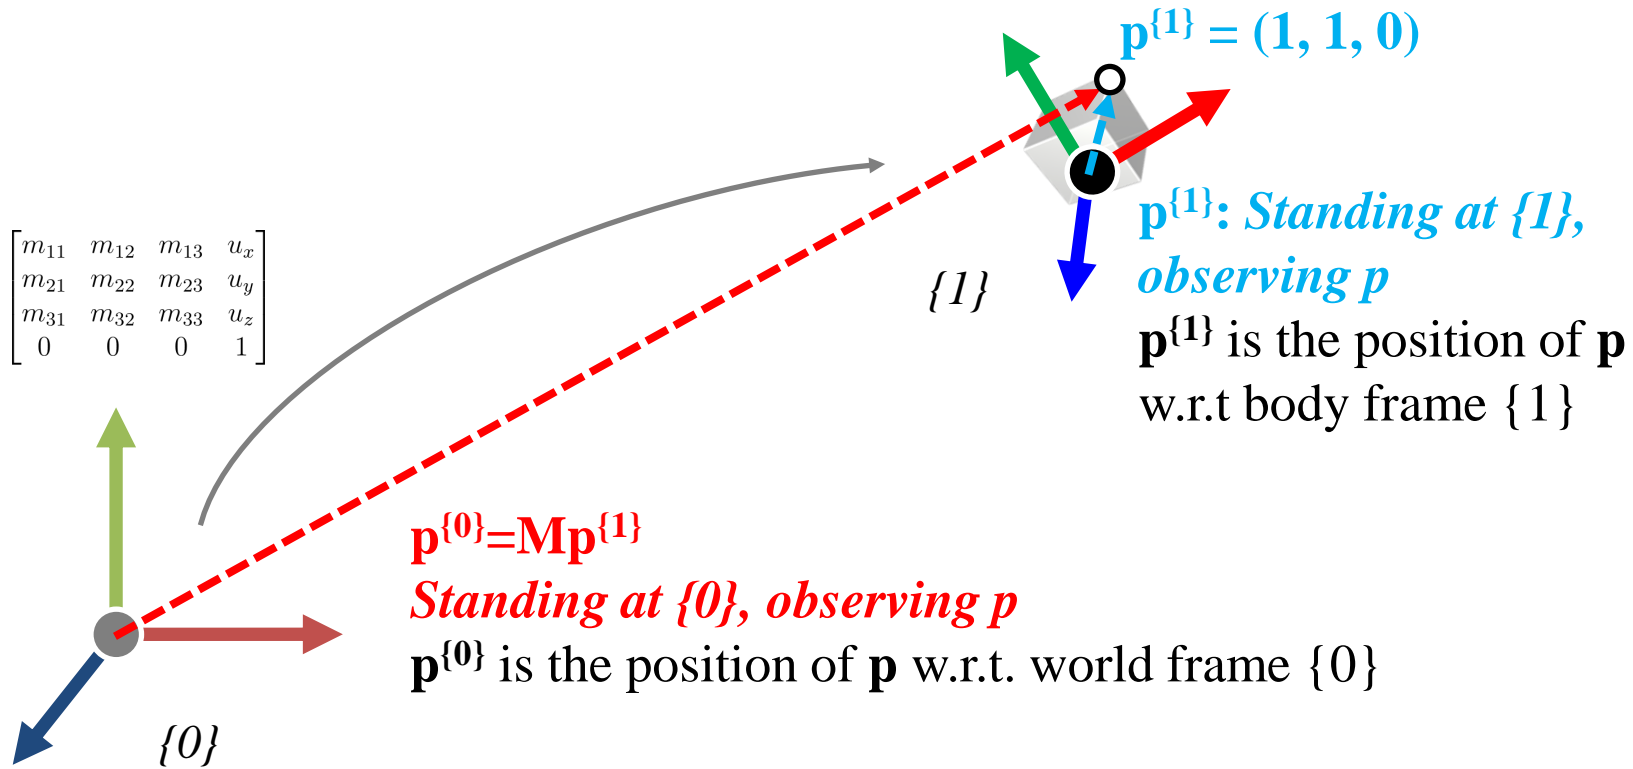 p^{1} = (1, 1, 0)
p^{1}: Standing at {1},
observing p
p^{1} is the position of p
w.r.t body frame {1}
{1}
m₁₁ m₁₂ m₁₃ uₓ
m₂₁ m₂₂ m₂₃ u_y
m₃₁ m₃₂ m₃₃ u_z
0 0 0 1
p^{0}=Mp^{1}
Standing at {0}, observing p
p^{0} is the position of p w.r.t. world frame {0}
{0}